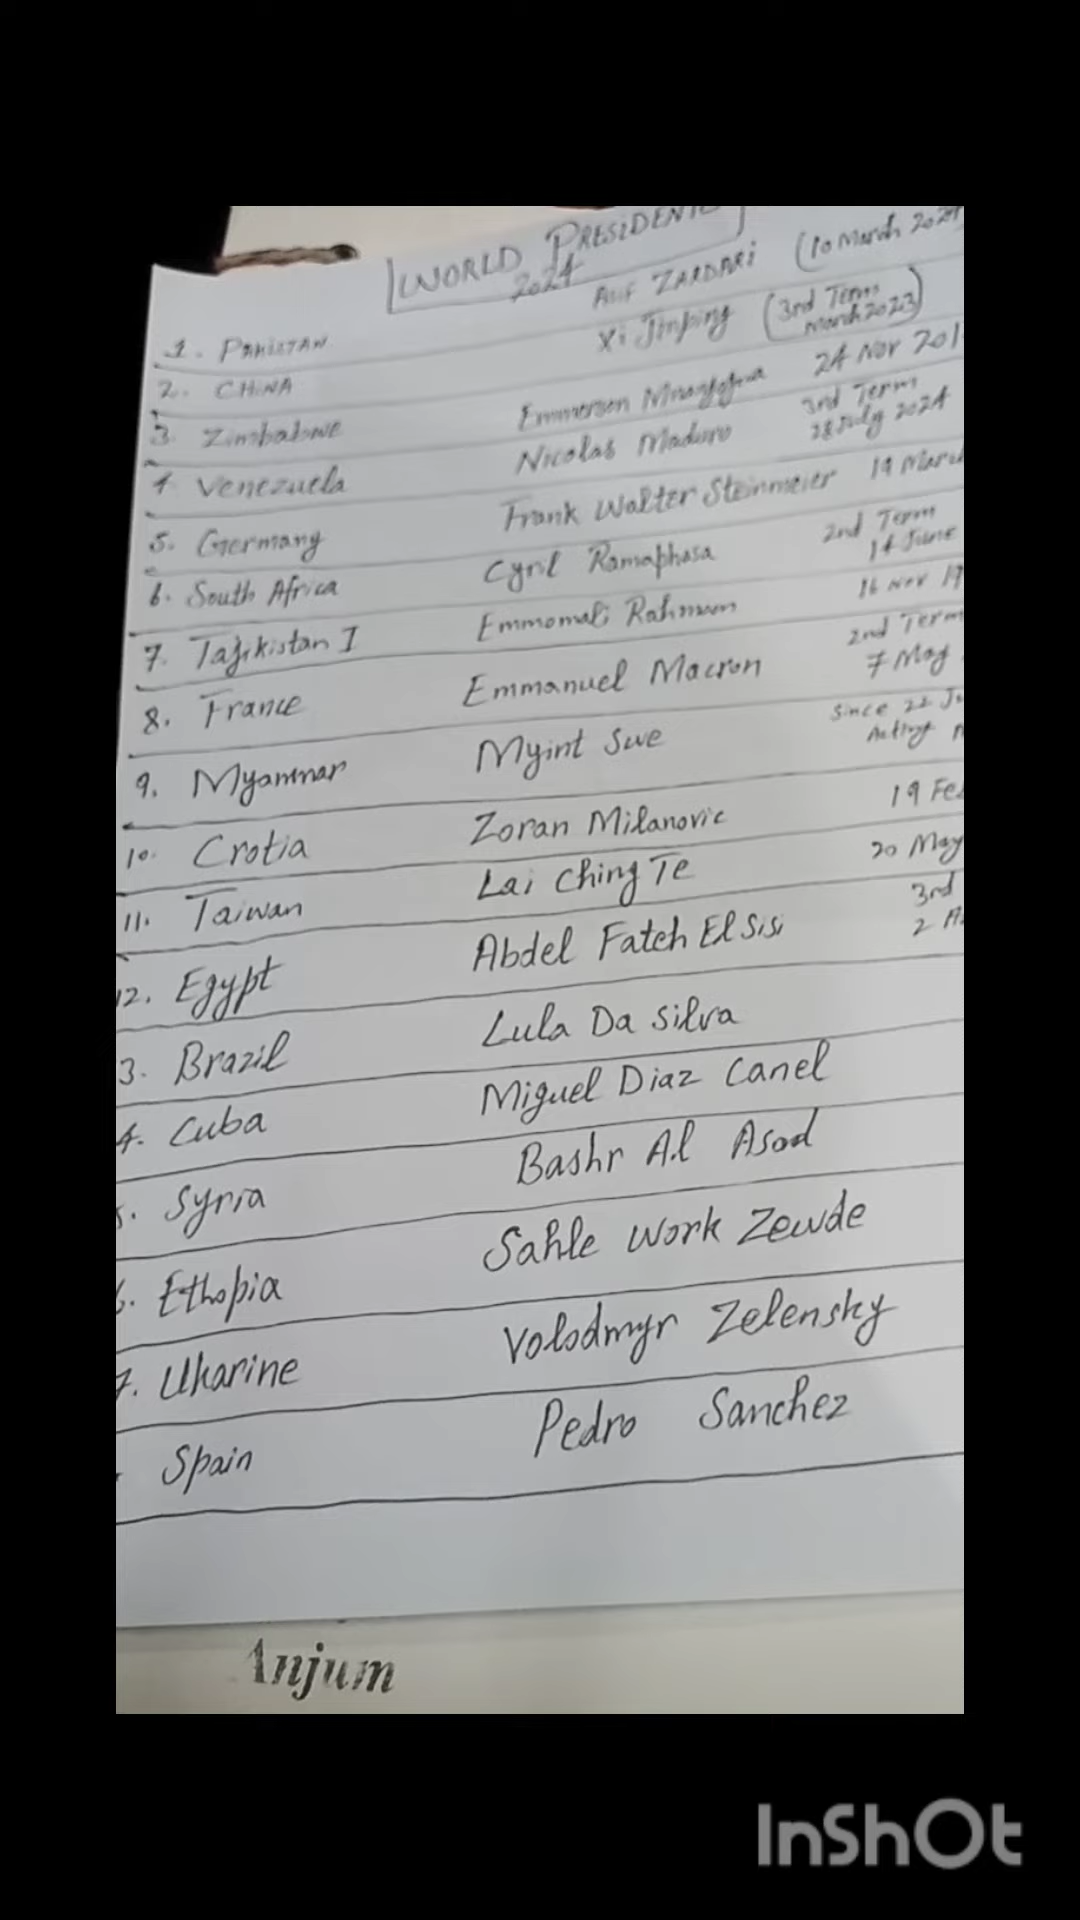 WORLD PRESIDENTS
2024
1. PAKISTAN Asif ZARDARI (10 March 2024
2. CHINA Xi Jinping (3rd Term March 2023)
3. Zimbabwe Emmerson Mnangagwa 24 Nov 201
4. Venezuela Nicolas Maduro 3rd Term 28 July 2024
5. Germany Frank Walter Steinmeier 19 Marc
6. South Africa Cyril Ramaphosa 2nd Term 14 June
7. Tajikistan I Emmomali Rahmon 16 Nov 19
8. France Emmanuel Macron 2nd Term 7 May
9. Myanmar Myint Swe Since 22 Ju Acting
10. Crotia Zoran Milanovic 19 Fe
11. Taiwan Lai Ching Te 20 May
12. Egypt Abdel Fateh El Sisi 3rd 2 A
3. Brazil Lula Da Silva
4. Cuba Miguel Diaz Canel
5. Syria Bashr Al Asad
6. Ethopia Sahle Work Zewde
7. Ukarine Volodmyr Zelensky
Spain Pedro Sanchez
Anjum
InShOt